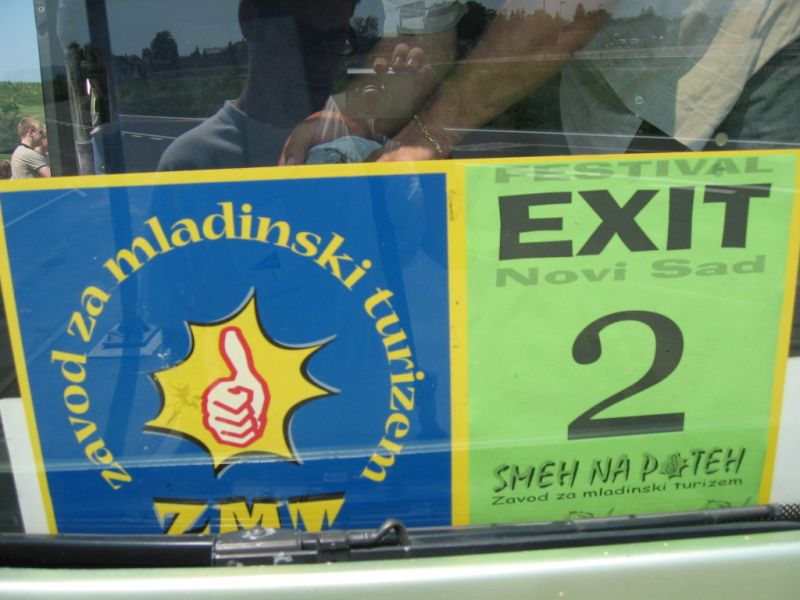 zavod za mladinski turizem
ZMT
FESTIVAL
EXIT
Novi Sad
2
SMEH NA POTEH
Zavod za mladinski turizem